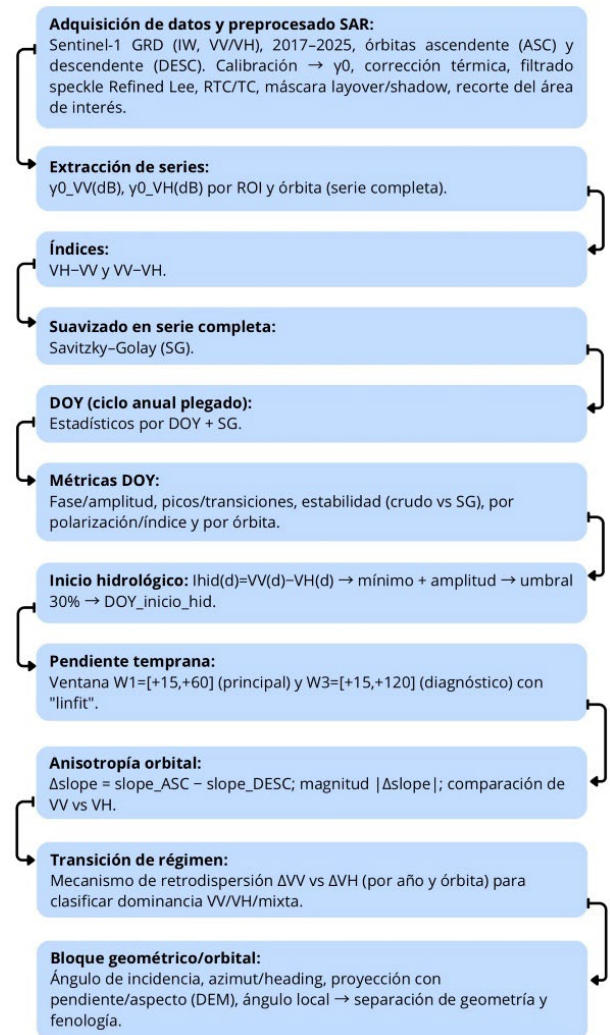 Adquisición de datos y preprocesado SAR:
Sentinel-1 GRD (IW, VV/VH), 2017–2025, órbitas ascendente (ASC) y
descendente (DESC). Calibración → γ0, corrección térmica, filtrado
speckle Refined Lee, RTC/TC, máscara layover/shadow, recorte del área
de interés.
Extracción de series:
γ0_VV(dB), γ0_VH(dB) por ROI y órbita (serie completa).
Índices:
VH−VV y VV−VH.
Suavizado en serie completa:
Savitzky–Golay (SG).
DOY (ciclo anual plegado):
Estadísticos por DOY + SG.
Métricas DOY:
Fase/amplitud, picos/transiciones, estabilidad (crudo vs SG), por
polarización/índice y por órbita.
Inicio hidrológico: Ihid(d)=VV(d)−VH(d) → mínimo + amplitud → umbral
30% → DOY_inicio_hid.
Pendiente temprana:
Ventana W1=[+15,+60] (principal) y W3=[+15,+120] (diagnóstico) con
"linfit".
Anisotropía orbital:
Δslope = slope_ASC − slope_DESC; magnitud |Δslope|; comparación de
VV vs VH.
Transición de régimen:
Mecanismo de retrodispersión ΔVV vs ΔVH (por año y órbita) para
clasificar dominancia VV/VH/mixta.
Bloque geométrico/orbital:
Ángulo de incidencia, azimut/heading, proyección con
pendiente/aspecto (DEM), ángulo local → separación de geometría y
fenología.